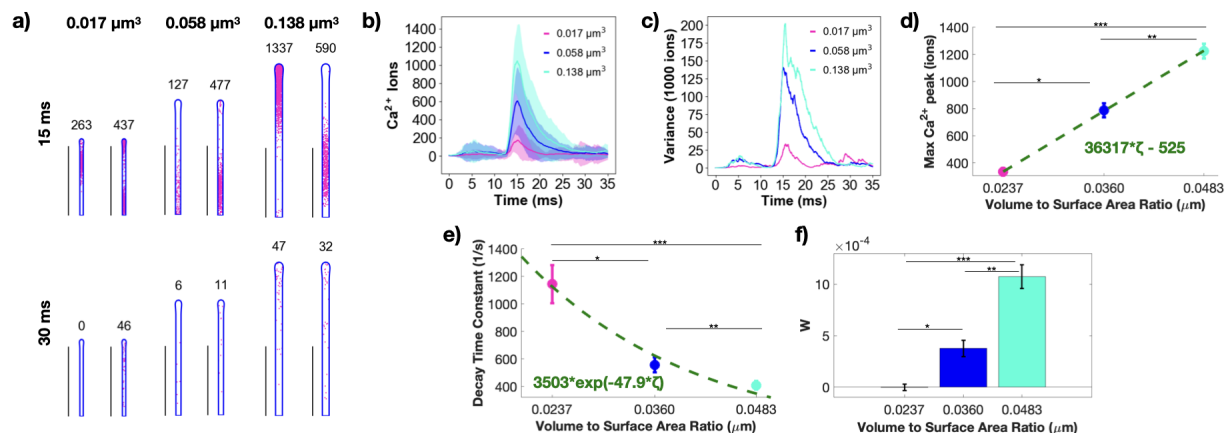 a)
0.017 µm³ 0.058 µm³ 0.138 µm³
1337 590
127 477
263 437
15 ms
47 32
6 11
0 46
30 ms
b)
Ca²⁺ Ions
1400
1200
1000
800
600
400
200
0
0.017 µm³
0.058 µm³
0.138 µm³
0 5 10 15 20 25 30 35
Time (ms)
c)
Variance (1000 ions)
200
175
150
125
100
75
50
25
0
0.017 µm³
0.058 µm³
0.138 µm³
0 5 10 15 20 25 30 35
Time (ms)
d)
Max Ca²⁺ peak (ions)
1400
1200
1000
800
600
400
***
**
*
36317*ζ - 525
0.0237 0.0360 0.0483
Volume to Surface Area Ratio (µm)
e)
Decay Time Constant (1/s)
1400
1200
1000
800
600
400
***
*
**
3503*exp(-47.9*ζ)
0.0237 0.0360 0.0483
Volume to Surface Area Ratio (µm)
f)
×10⁻⁴
W
10
5
0
***
**
*
0.0237 0.0360 0.0483
Volume to Surface Area Ratio (µm)